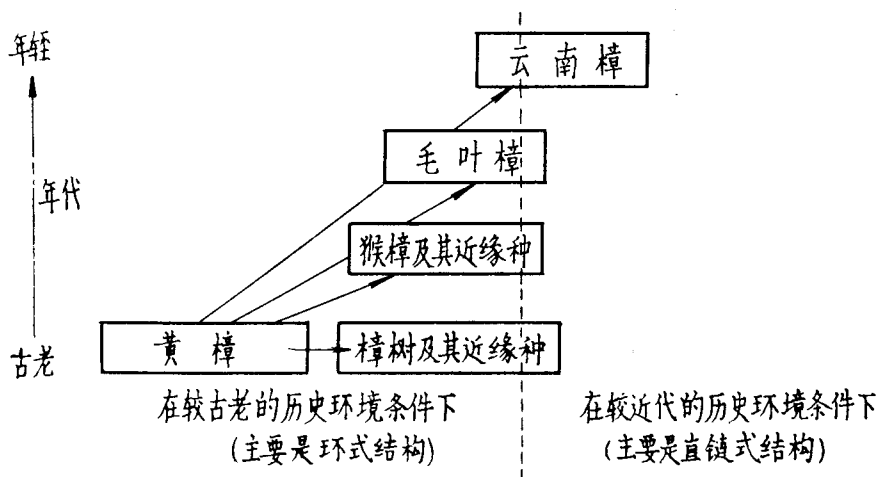 年轻
云南樟
毛叶樟
年代
猴樟及其近缘种
黄樟
樟树及其近缘种
古老
在较古老的历史环境条件下
(主要是环式结构)
在较近代的历史环境条件下
(主要是直链式结构)